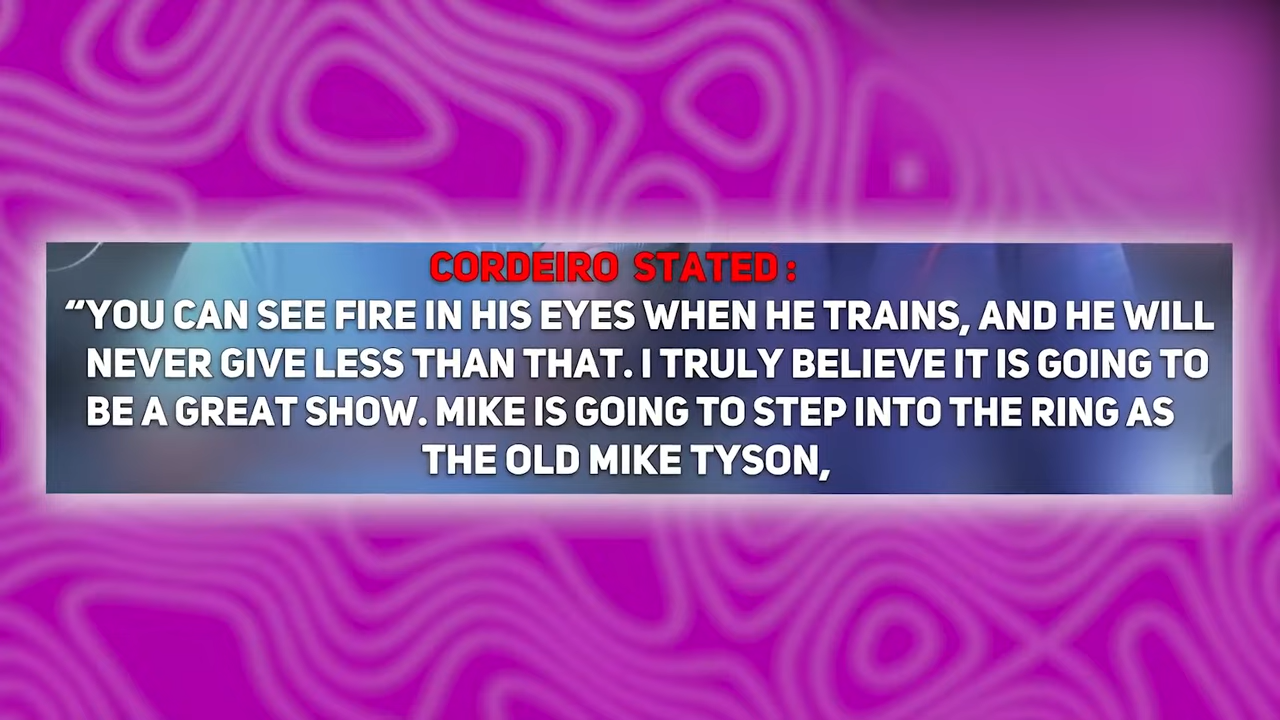 CORDEIRO STATED :
“YOU CAN SEE FIRE IN HIS EYES WHEN HE TRAINS, AND HE WILL
NEVER GIVE LESS THAN THAT. I TRULY BELIEVE IT IS GOING TO
BE A GREAT SHOW. MIKE IS GOING TO STEP INTO THE RING AS
THE OLD MIKE TYSON,